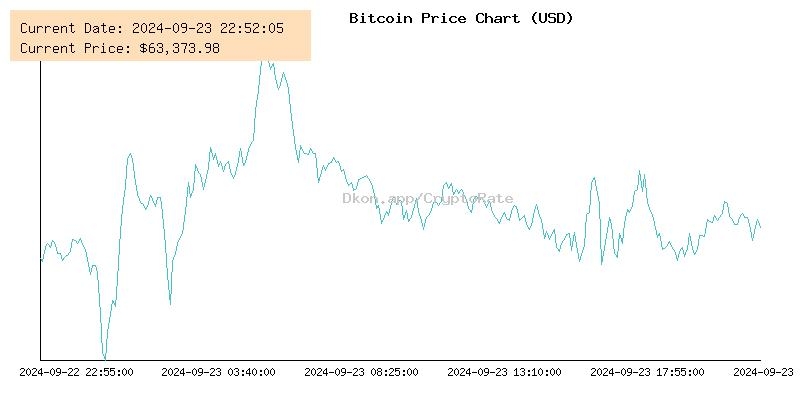 Bitcoin Price Chart (USD)
Current Date: 2024-09-23 22:52:05
Current Price: $63,373.98
Dkon.app/CryptoRate
2024-09-22 22:55:00 2024-09-23 03:40:00 2024-09-23 08:25:00 2024-09-23 13:10:00 2024-09-23 17:55:00 2024-09-23